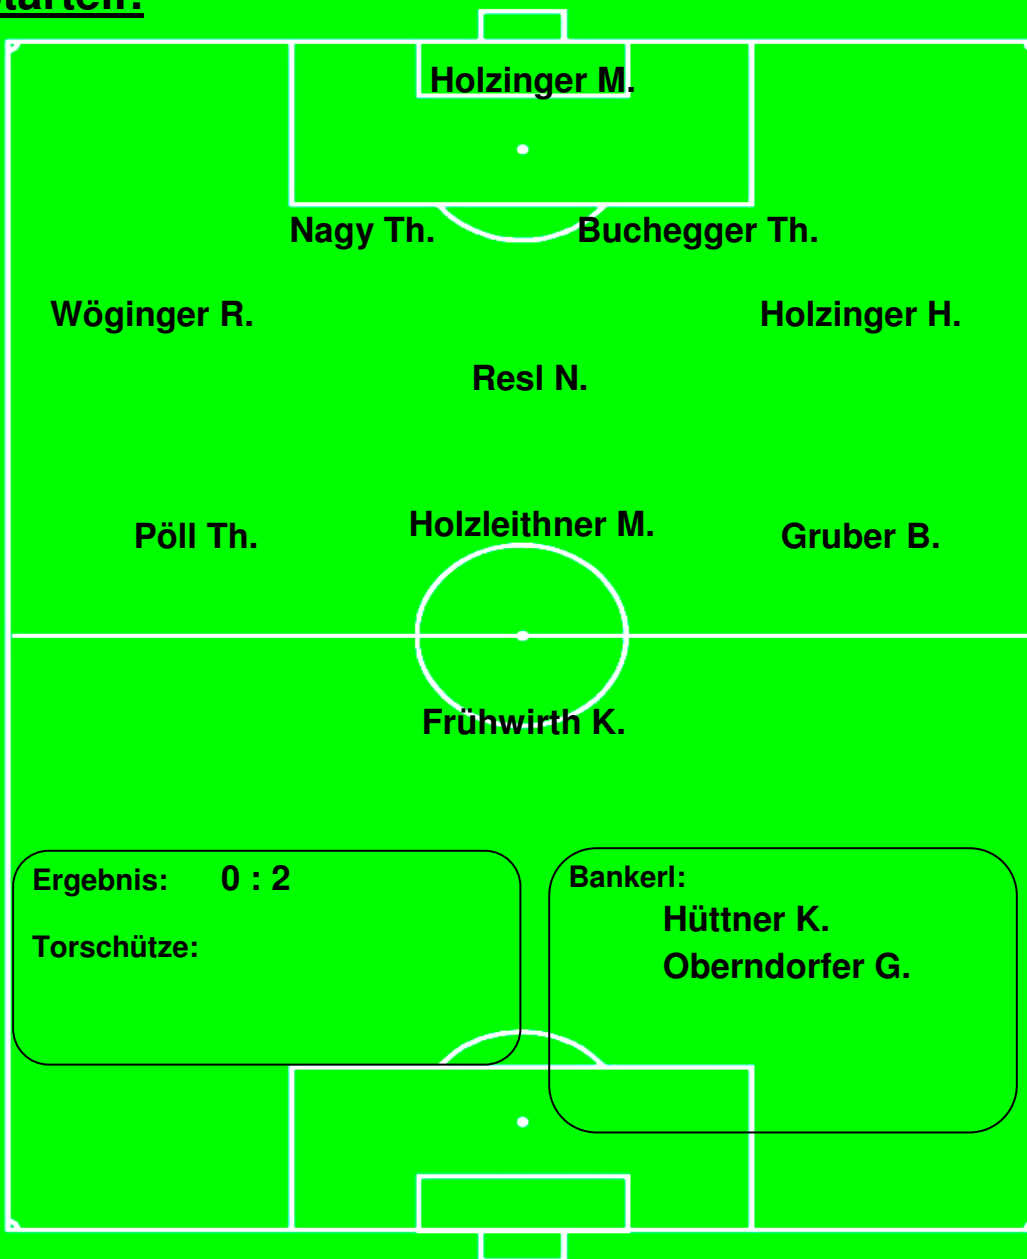 Holzinger M.
Nagy Th. Buchegger Th.
Wöginger R. Holzinger H.
Resl N.
Pöll Th. Holzleithner M. Gruber B.
Frühwirth K.
Ergebnis: 0 : 2
Torschütze:
Bankerl:
Hüttner K.
Oberndorfer G.